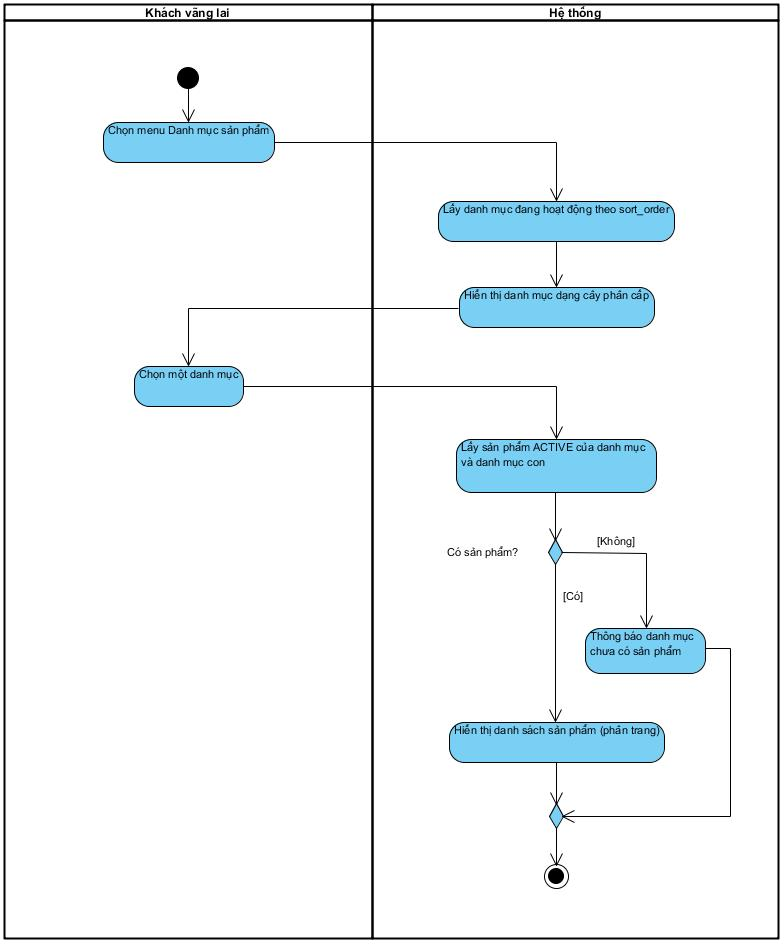 Khách vãng lai
Hệ thống
Chọn menu Danh mục sản phẩm
Lấy danh mục đang hoạt động theo sort_order
Hiển thị danh mục dạng cây phân cấp
Chọn một danh mục
Lấy sản phẩm ACTIVE của danh mục
và danh mục con
Có sản phẩm?
[Không]
[Có]
Thông báo danh mục
chưa có sản phẩm
Hiển thị danh sách sản phẩm (phân trang)